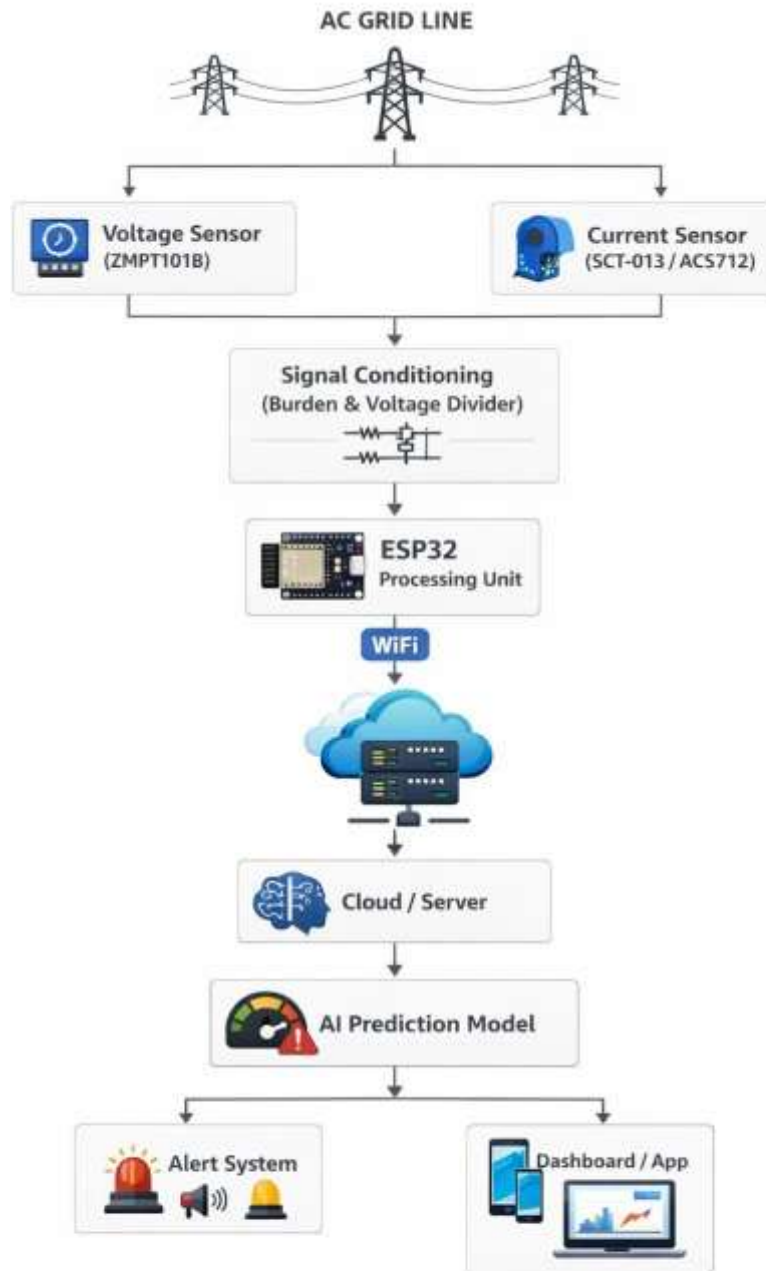 AC GRID LINE
Voltage Sensor
(ZMPT101B)
Current Sensor
(SCT-013 / ACS712)
Signal Conditioning
(Burden & Voltage Divider)
ESP32
Processing Unit
WiFi
Cloud / Server
AI Prediction Model
Alert System
Dashboard / App